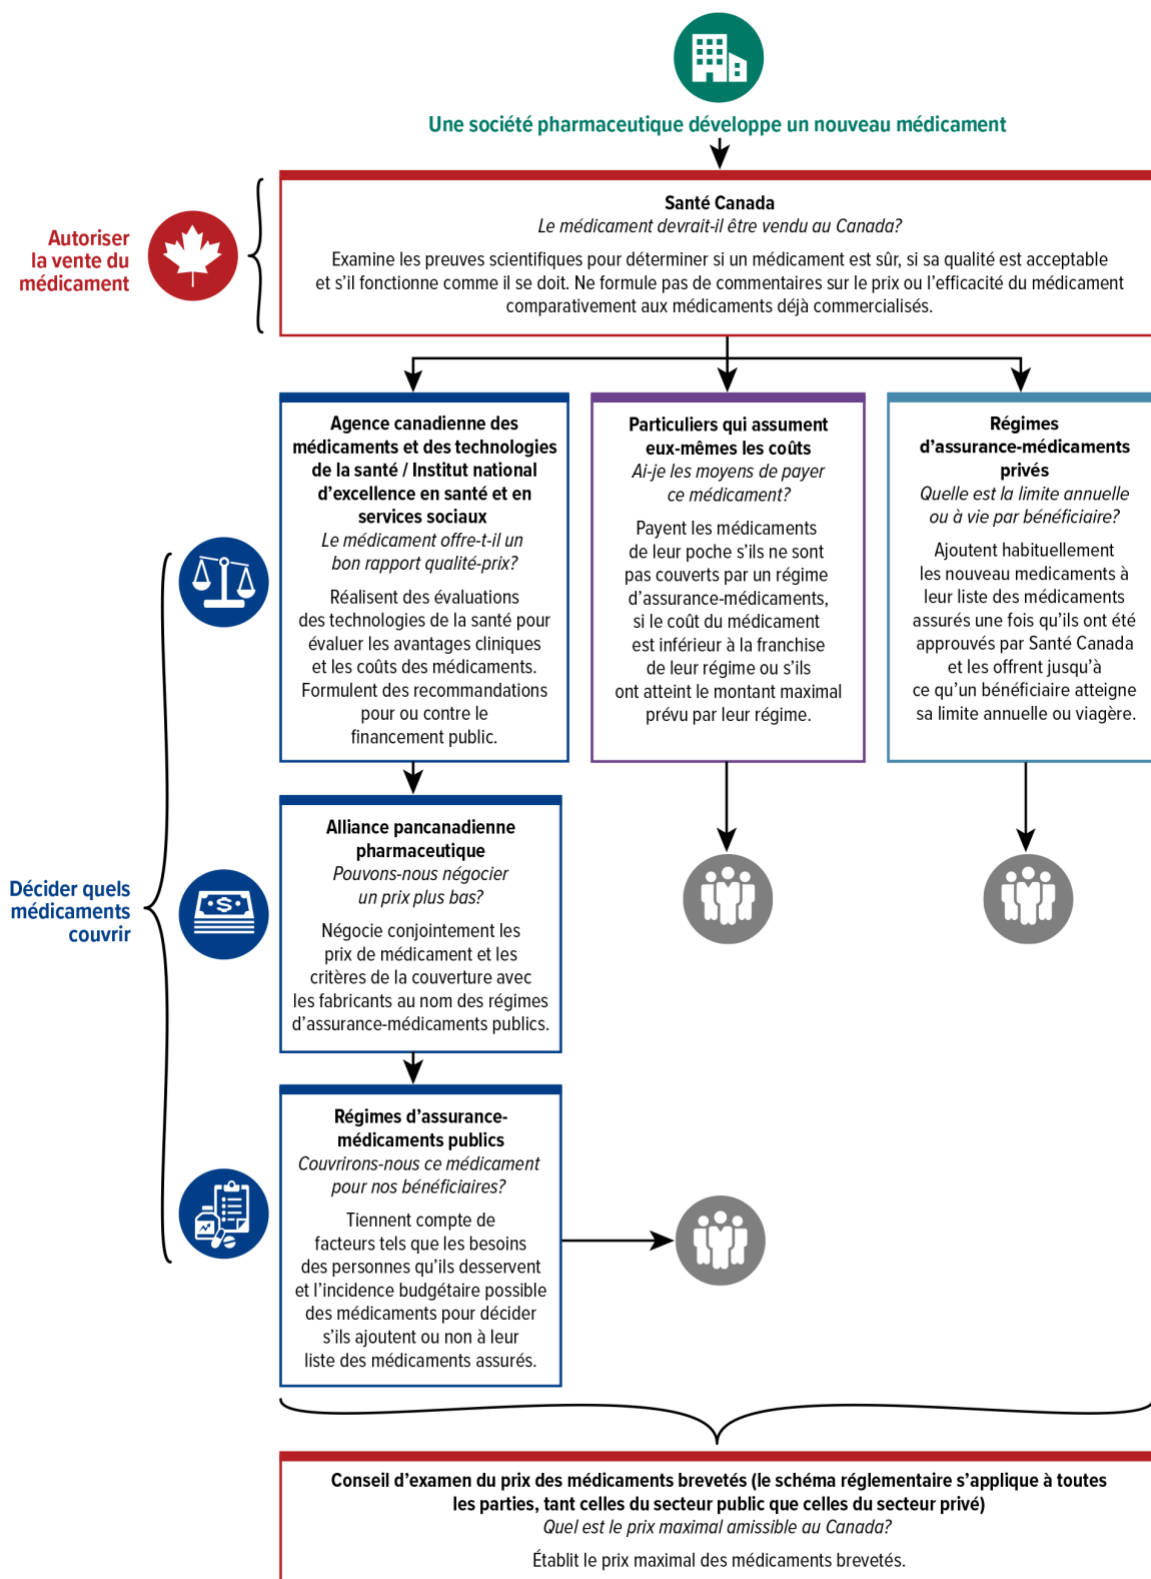 Une société pharmaceutique développe un nouveau médicament
Autoriser
la vente du
médicament
Santé Canada
Le médicament devrait-il être vendu au Canada?
Examine les preuves scientifiques pour déterminer si un médicament est sûr, si sa qualité est acceptable
et s'il fonctionne comme il se doit. Ne formule pas de commentaires sur le prix ou l'efficacité du médicament
comparativement aux médicaments déjà commercialisés.
Décider quels
médicaments
couvrir
Agence canadienne des
médicaments et des technologies
de la santé / Institut national
d'excellence en santé et en
services sociaux
Le médicament offre-t-il un
bon rapport qualité-prix?
Réalisent des évaluations
des technologies de la santé pour
évaluer les avantages cliniques
et les coûts des médicaments.
Formulent des recommandations
pour ou contre le
financement public.
Particuliers qui assument
eux-mêmes les coûts
Ai-je les moyens de payer
ce médicament?
Payent les médicaments
de leur poche s'ils ne sont
pas couverts par un régime
d'assurance-médicaments,
si le coût du médicament
est inférieur à la franchise
de leur régime ou s'ils
ont atteint le montant maximal
prévu par leur régime.
Régimes
d'assurance-médicaments
privés
Quelle est la limite annuelle
ou à vie par bénéficiaire?
Ajoutent habituellement
les nouveau medicaments à
leur liste des médicaments
assurés une fois qu'ils ont été
approuvés par Santé Canada
et les offrent jusqu'à
ce qu'un bénéficiaire atteigne
sa limite annuelle ou viagère.
Alliance pancanadienne
pharmaceutique
Pouvons-nous négocier
un prix plus bas?
Négocie conjointement les
prix de médicament et les
critères de la couverture avec
les fabricants au nom des régimes
d'assurance-médicaments publics.
$
Régimes d'assurance-
médicaments publics
Couvrirons-nous ce médicament
pour nos bénéficiaires?
Tiennent compte de
facteurs tels que les besoins
des personnes qu'ils desservent
et l'incidence budgétaire possible
des médicaments pour décider
s'ils ajoutent ou non à leur
liste des médicaments assurés.
Conseil d'examen du prix des médicaments brevetés (le schéma réglementaire s'applique à toutes
les parties, tant celles du secteur public que celles du secteur privé)
Quel est le prix maximal amissible au Canada?
Établit le prix maximal des médicaments brevetés.